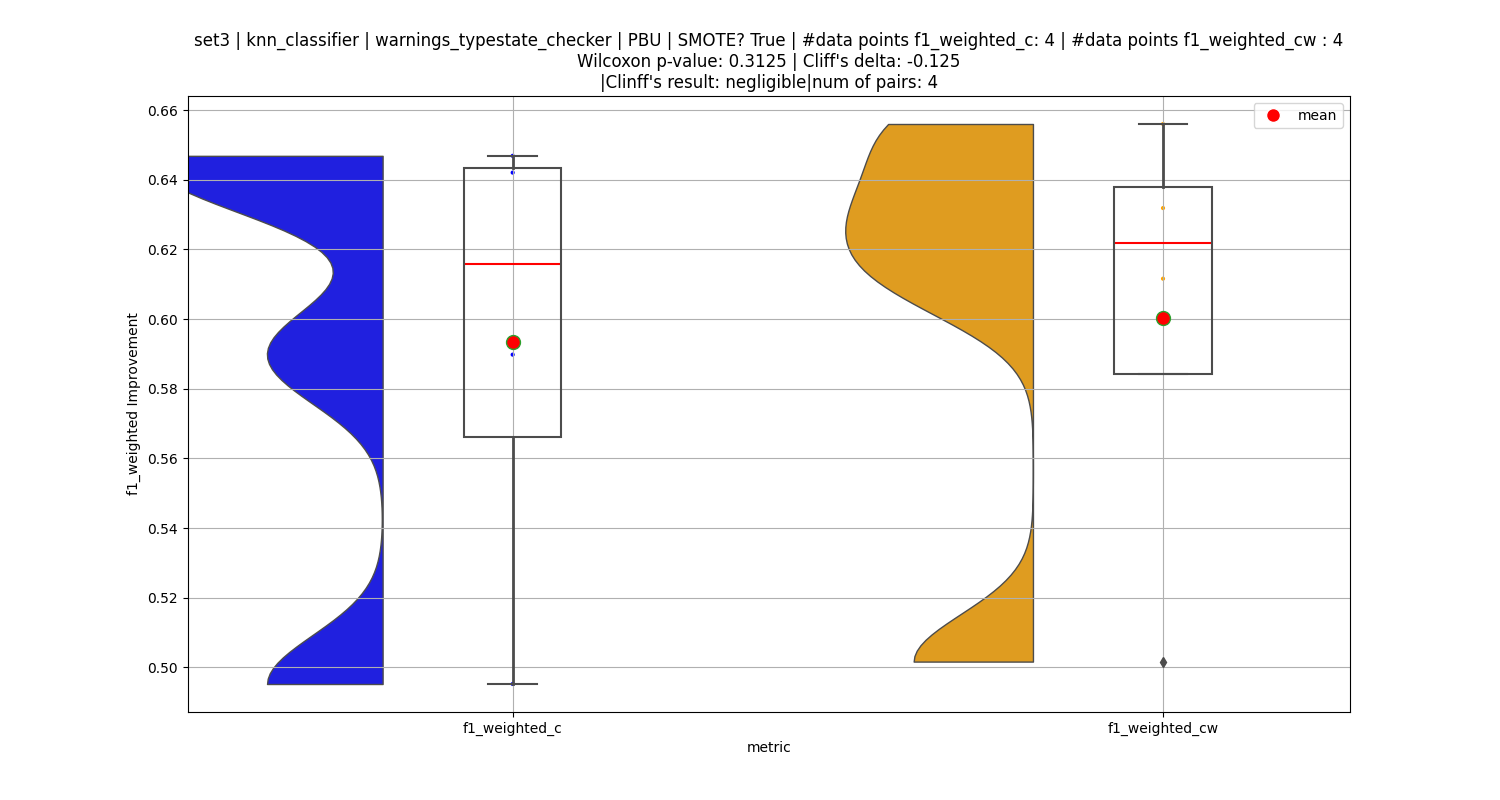 set3 | knn_classifier | warnings_typestate_checker | PBU | SMOTE? True | #data points f1_weighted_c: 4 | #data points f1_weighted_cw : 4
Wilcoxon p-value: 0.3125 | Cliff's delta: -0.125
|Clinff's result: negligible|num of pairs: 4
mean
0.66
0.64
0.62
0.60
0.58
0.56
0.54
0.52
0.50
f1_weighted Improvement
f1_weighted_c
f1_weighted_cw
metric